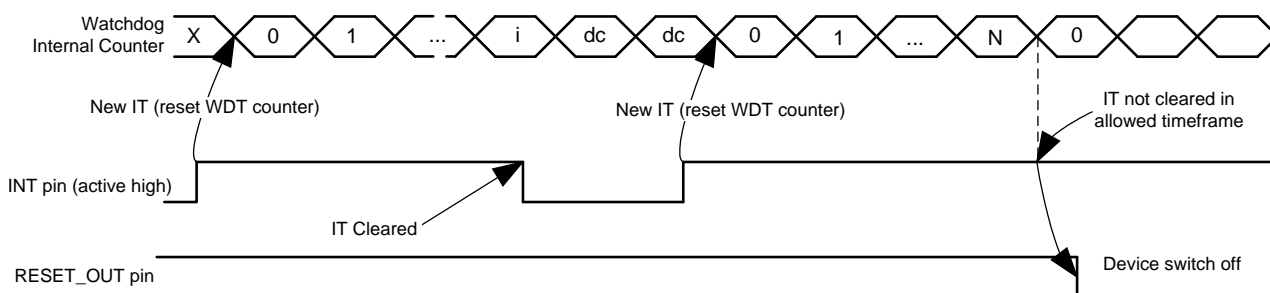 Watchdog
Internal Counter
X 0 1 ... i dc dc 0 1 ... N 0
New IT (reset WDT counter)
New IT (reset WDT counter)
IT not cleared in
allowed timeframe
INT pin (active high)
IT Cleared
RESET_OUT pin
Device switch off